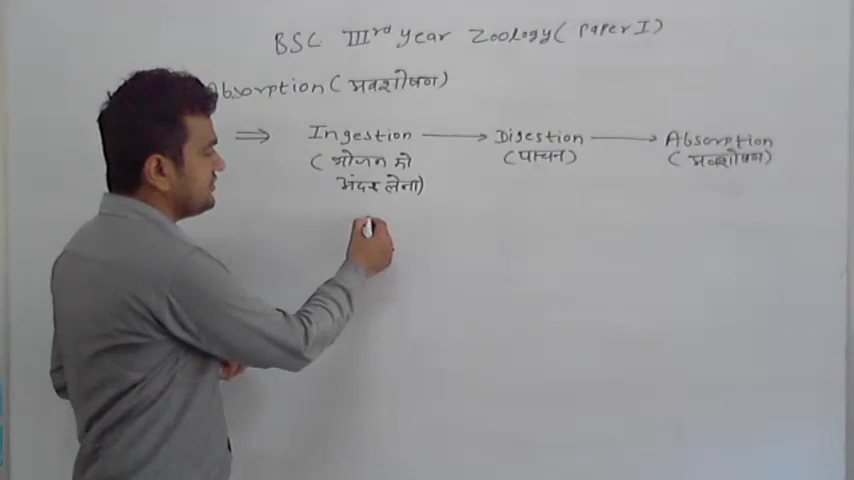 BSC IIIrd year Zoology ( Paper I )
Absorption ( अवशोषण )
⇒ Ingestion → Digestion → Absorption
( भोजन को अंदर लेना ) ( पाचन ) ( अवशोषण )